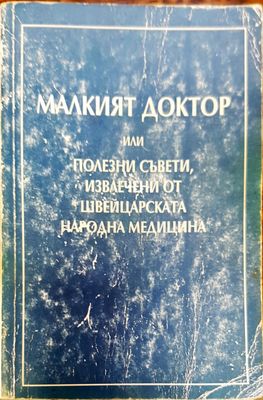 МАЛКИЯТ ДОКТОР
или
ПОЛЕЗНИ СЪВЕТИ,
ИЗВЛЕЧЕНИ ОТ
ШВЕЙЦАРСКАТА
НАРОДНА МЕДИЦИНА